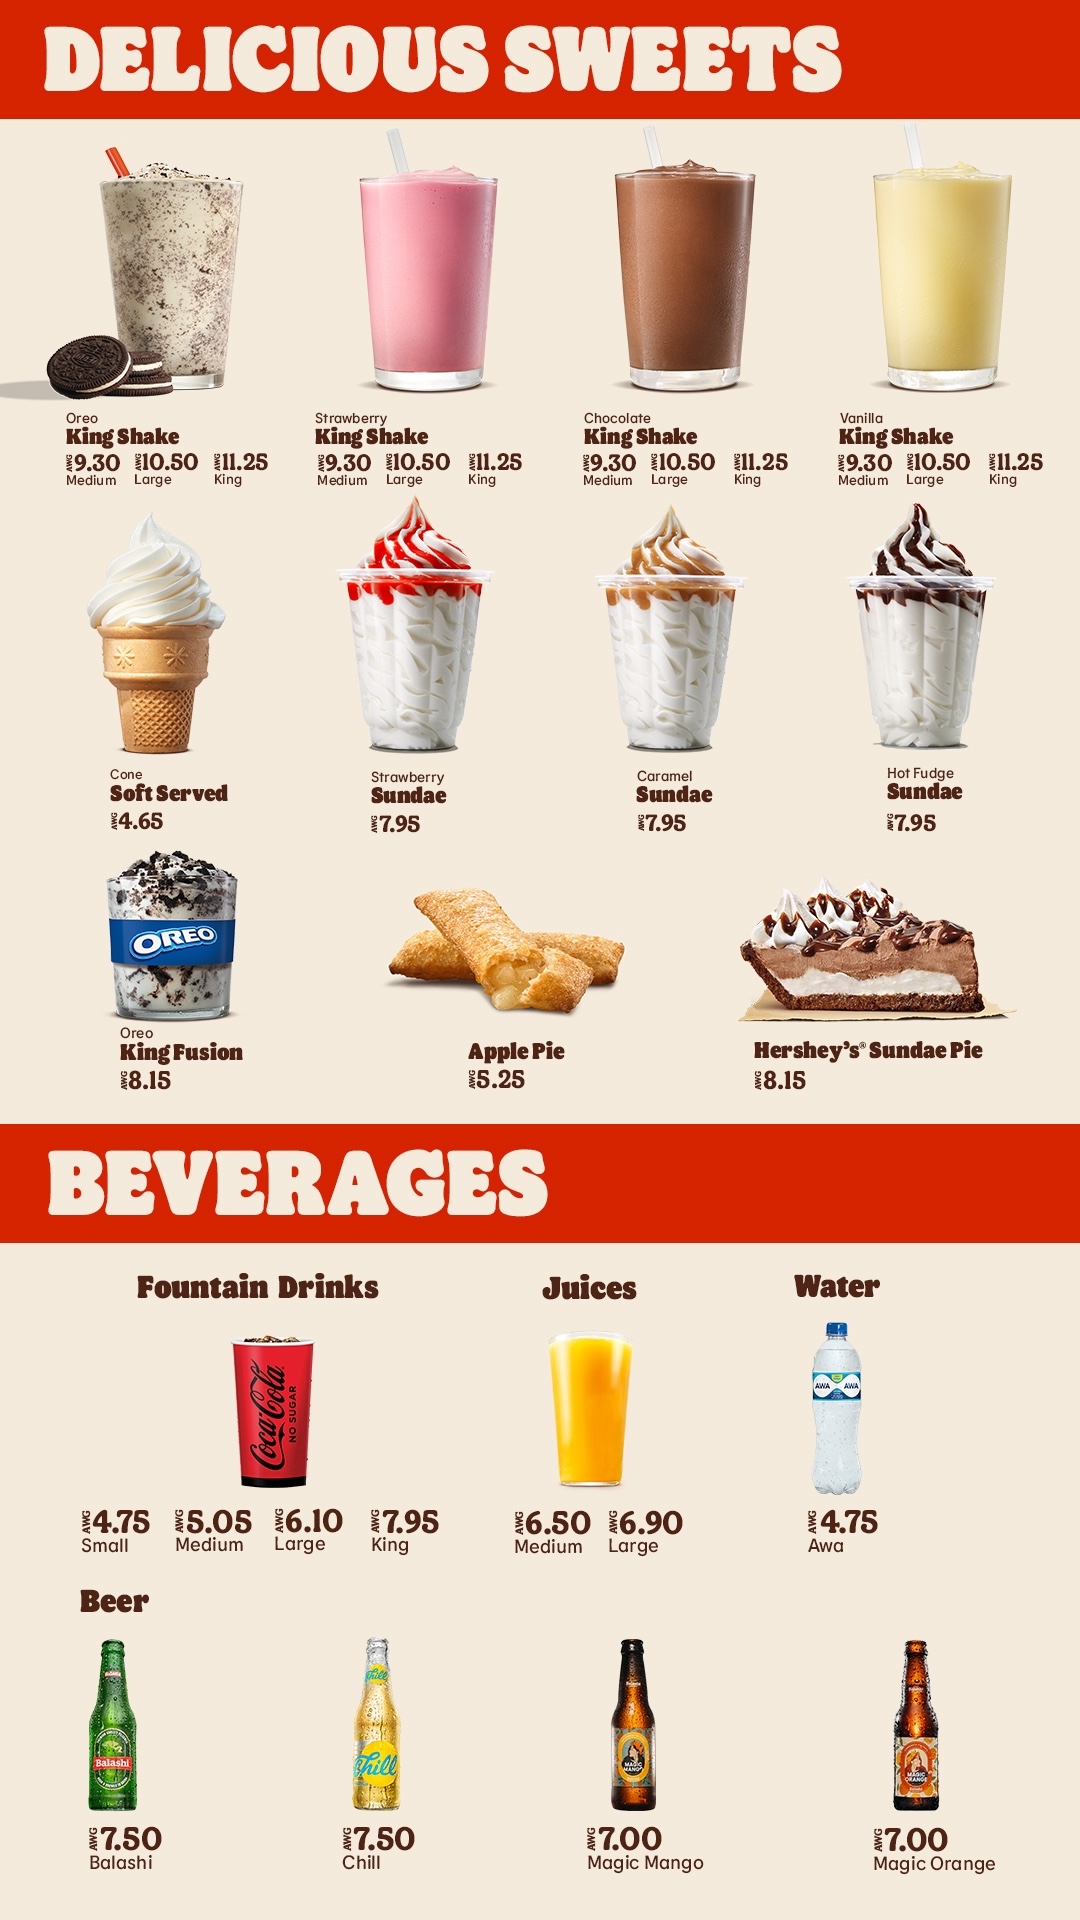 DELICIOUS SWEETS
Oreo
King Shake
AWG 9.30 AWG 10.50 AWG 11.25
Medium Large King
Strawberry
King Shake
AWG 9.30 AWG 10.50 AWG 11.25
Medium Large King
Chocolate
King Shake
AWG 9.30 AWG 10.50 AWG 11.25
Medium Large King
Vanilla
King Shake
AWG 9.30 AWG 10.50 AWG 11.25
Medium Large King
Cone
Soft Served
AWG 4.65
Strawberry
Sundae
AWG 7.95
Caramel
Sundae
AWG 7.95
Hot Fudge
Sundae
AWG 7.95
OREO
Oreo
King Fusion
AWG 8.15
Apple Pie
AWG 5.25
Hershey's® Sundae Pie
AWG 8.15
BEVERAGES
Fountain Drinks
Coca-Cola
NO SUGAR
AWG 4.75 AWG 5.05 AWG 6.10 AWG 7.95
Small Medium Large King
Juices
AWG 6.50 AWG 6.90
Medium Large
Water
AWA AWA
AWG 4.75
Awa
Beer
Balashi
AWG 7.50
Balashi
Chill
Chill
AWG 7.50
Chill
MAGIC
MANGO
AWG 7.00
Magic Mango
MAGIC
ORANGE
AWG 7.00
Magic Orange